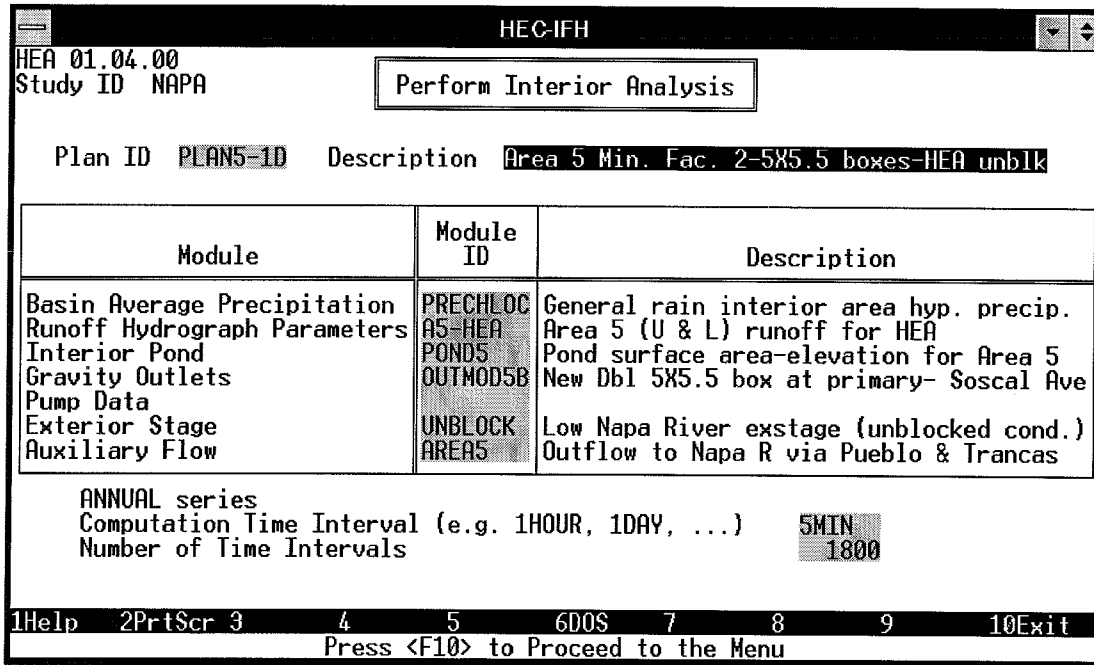 HEC-IFH
HEA 01.04.00
Study ID NAPA
Perform Interior Analysis
Plan ID PLAN5-1D Description Area 5 Min. Fac. 2-5X5.5 boxes-HEA unblk
Module Module ID Description
Basin Average Precipitation PRECHLOC General rain interior area hyp. precip.
Runoff Hydrograph Parameters A5-HEA Area 5 (U & L) runoff for HEA
Interior Pond POND5 Pond surface area-elevation for Area 5
Gravity Outlets OUTMOD5B New Dbl 5X5.5 box at primary- Soscal Ave
Pump Data
Exterior Stage UNBLOCK Low Napa River exstage (unblocked cond.)
Auxiliary Flow AREA5 Outflow to Napa R via Pueblo & Trancas
ANNUAL series
Computation Time Interval (e.g. 1HOUR, 1DAY, ...) 5MIN
Number of Time Intervals 1800
1Help 2PrtScr 3 4 5 6DOS 7 8 9 10Exit
Press <F10> to Proceed to the Menu